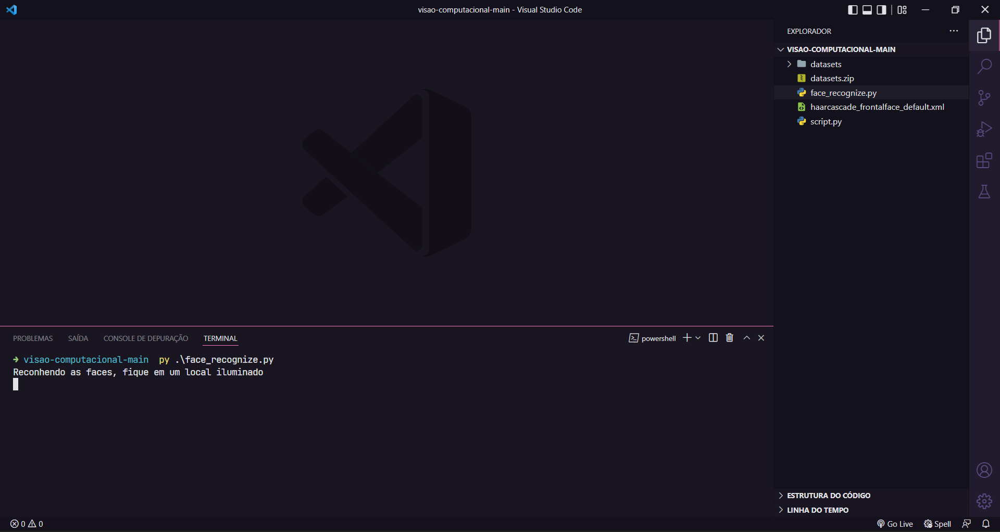 visao-computacional-main - Visual Studio Code
EXPLORADOR
VISAO-COMPUTACIONAL-MAIN
datasets
datasets.zip
face_recognize.py
haarcascade_frontalface_default.xml
script.py
PROBLEMAS SAÍDA CONSOLE DE DEPURAÇÃO TERMINAL powershell
➜ visao-computacional-main py .\face_recognize.py
Reconhendo as faces, fique em um local iluminado
ESTRUTURA DO CÓDIGO
LINHA DO TEMPO
0 0 Go Live Spell